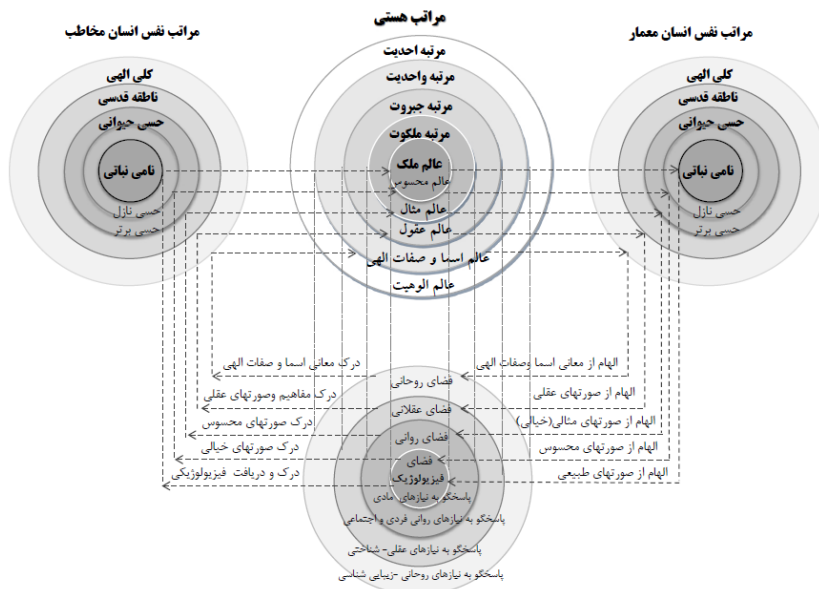 مراتب نفس انسان معمار
کلی الهی
ناطقه قدسی
حسی حیوانی
نامی نباتی
حسی نازل
حسی برتر
مراتب هستی
مرتبه احدیت
مرتبه واحدیت
مرتبه جبروت
مرتبه ملکوت
عالم ملک
عالم محسوس
عالم مثال
عالم عقول
عالم اسما و صفات الهی
عالم الوهیت
مراتب نفس انسان مخاطب
کلی الهی
ناطقه قدسی
حسی حیوانی
نامی نباتی
حسی نازل
حسی برتر
الهام از معانی اسما وصفات الهی
الهام از صورتهای عقلی
الهام از صورتهای مثالی(خیالی)
الهام از صورتهای محسوس
الهام از صورتهای طبیعی
فضای روحانی
فضای عقلانی
فضای روانی
فضای
فیزیولوژیک
پاسخگو به نیازهای مادی
پاسخگو به نیازهای روانی فردی و اجتماعی
پاسخگو به نیازهای عقلی- شناختی
پاسخگو به نیازهای روحانی -زیبایی شناسی
درک معانی اسما و صفات الهی
درک مفاهیم وصورتهای عقلی
درک صورتهای محسوس
درک صورتهای خیالی
درک و دریافت فیزیولوژیکی